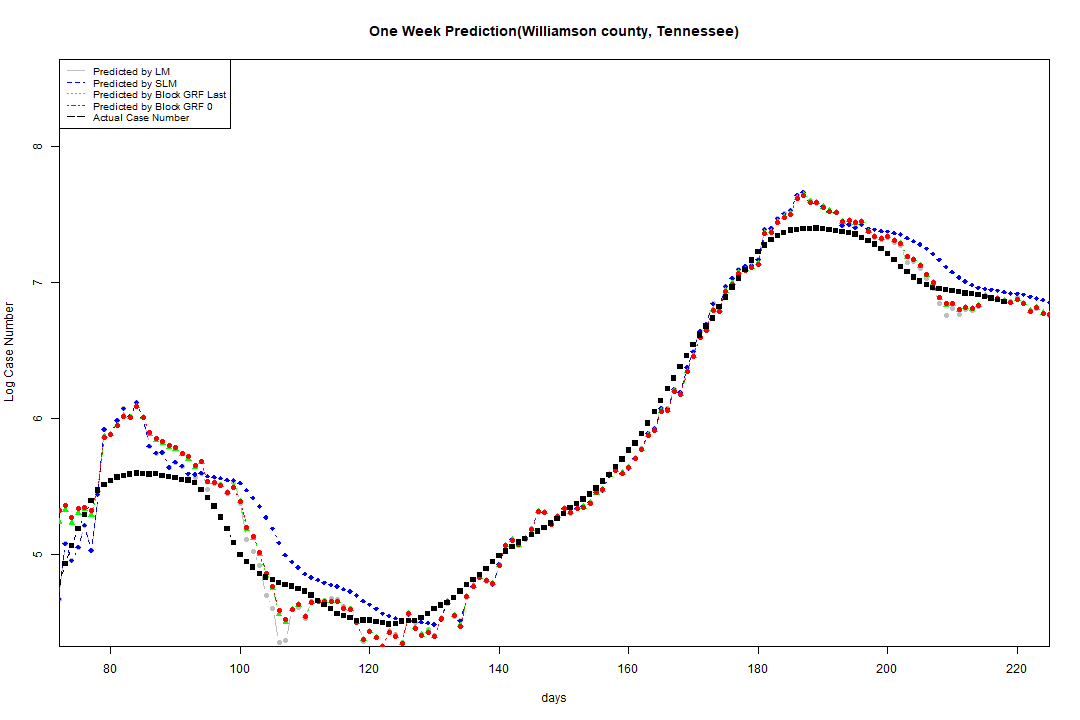 One Week Prediction(Williamson county, Tennessee)
Predicted by LM
Predicted by SLM
Predicted by Block GRF Last
Predicted by Block GRF 0
Actual Case Number
8
7
6
5
Log Case Number
80 100 120 140 160 180 200 220
days